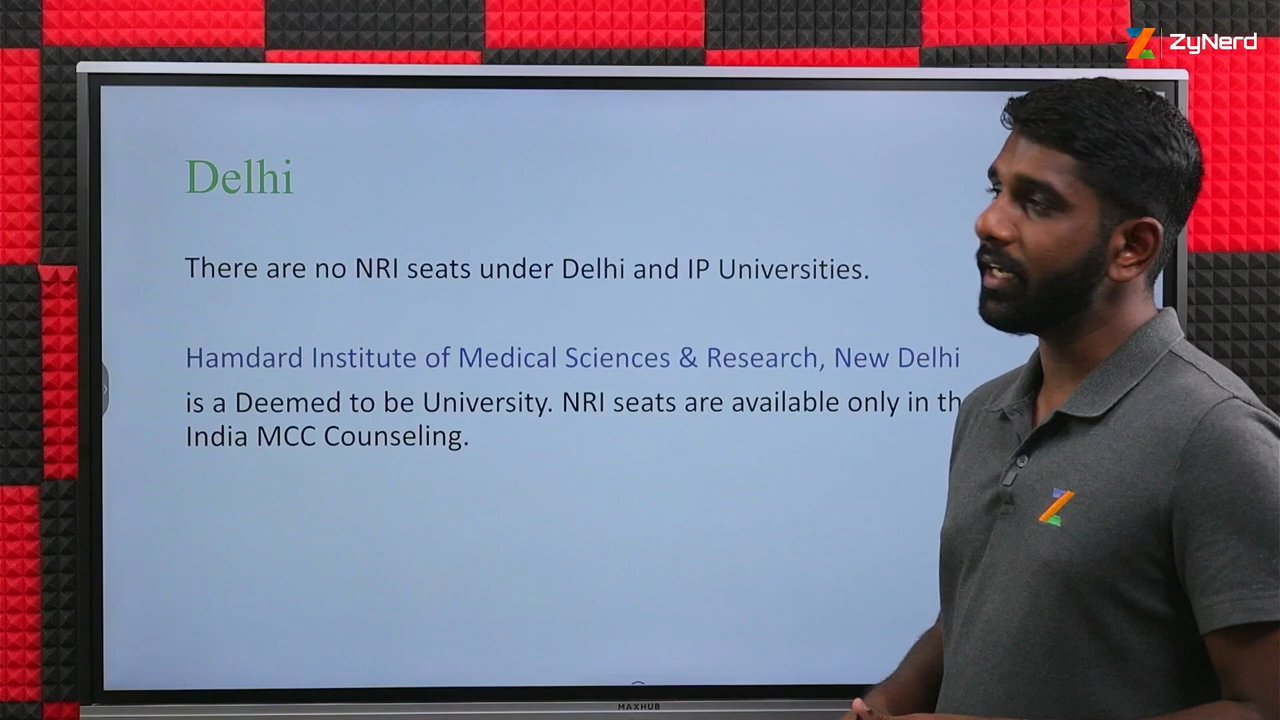 ZyNerd
Delhi
There are no NRI seats under Delhi and IP Universities.
Hamdard Institute of Medical Sciences & Research, New Delhi
is a Deemed to be University. NRI seats are available only in
India MCC Counseling.
MAXHUB